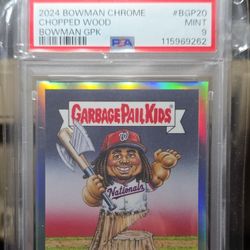 2024 BOWMAN CHROME #BGP20
CHOPPED WOOD MINT
BOWMAN GPK PSA 9
115969262
GARBAGE PAIL KIDS
W
Nationals